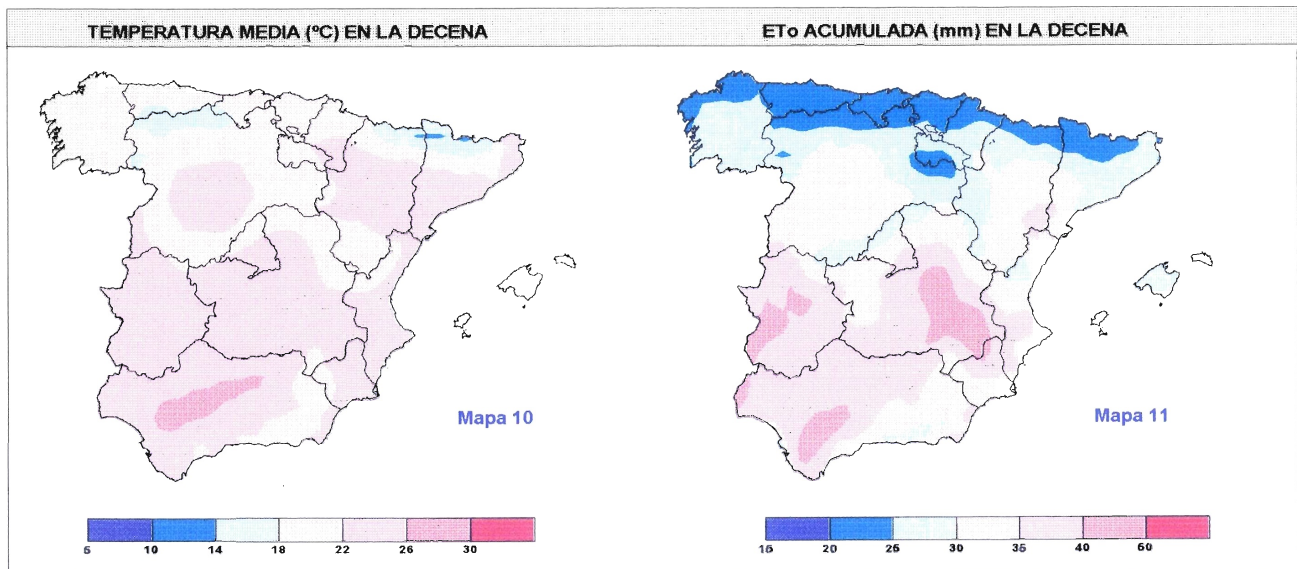 TEMPERATURA MEDIA (ºC) EN LA DECENA
ETo ACUMULADA (mm) EN LA DECENA
Mapa 10
Mapa 11
5 10 14 18 22 26 30
15 20 25 30 35 40 50